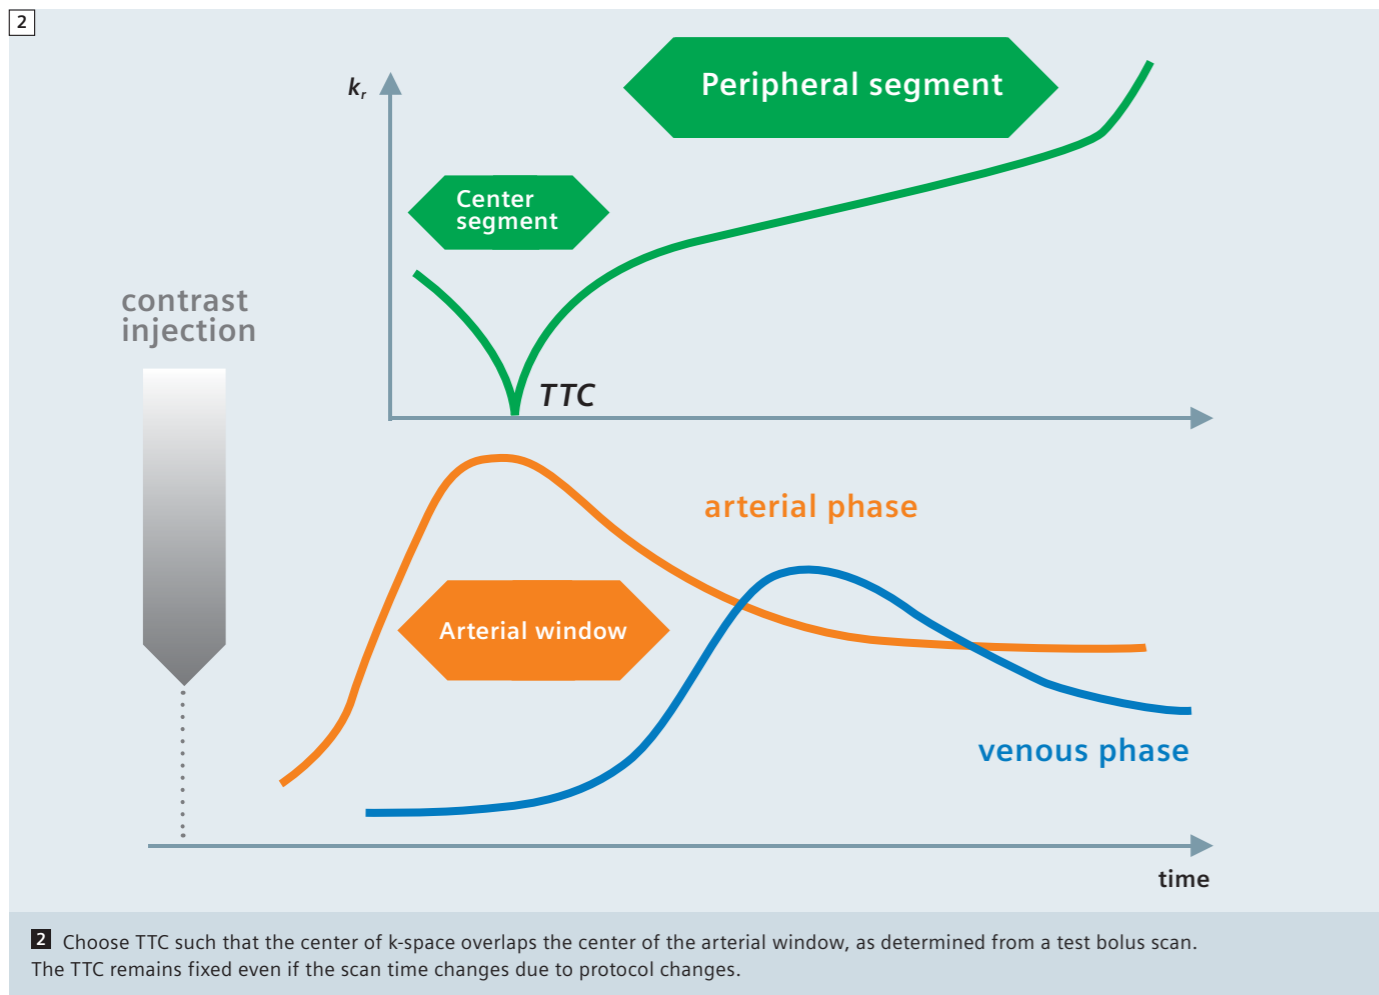 2
k_r
Peripheral segment
Center
segment
contrast
injection
TTC
arterial phase
Arterial window
venous phase
time
2 Choose TTC such that the center of k-space overlaps the center of the arterial window, as determined from a test bolus scan.
The TTC remains fixed even if the scan time changes due to protocol changes.